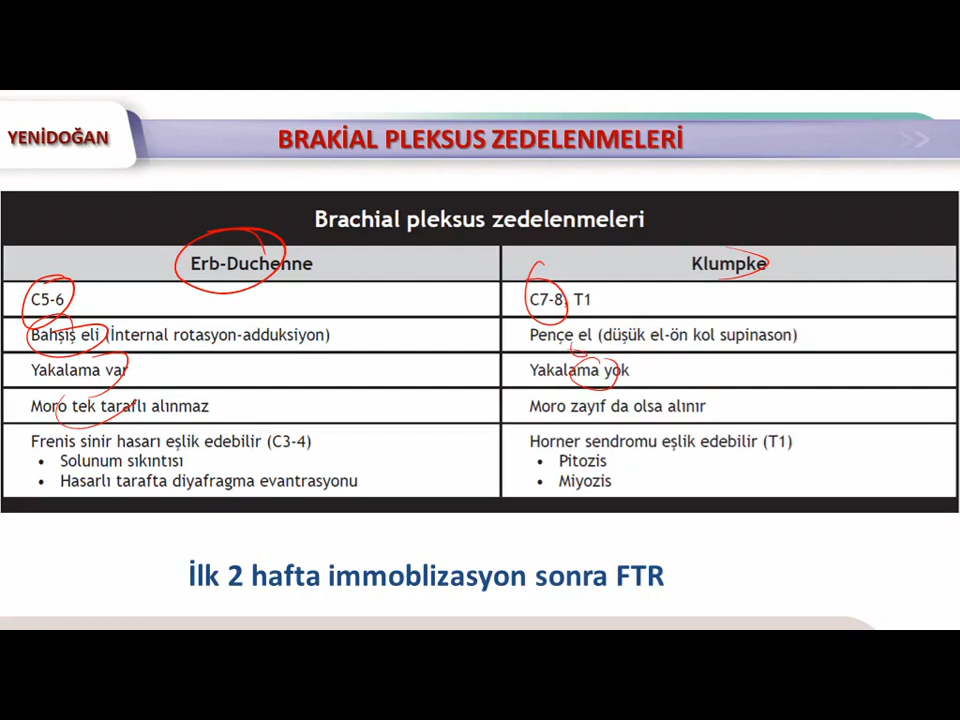 YENİDOĞAN
BRAKİAL PLEKSUS ZEDELENMELERİ
Brachial pleksus zedelenmeleri
Erb-Duchenne
Klumpke
C5-6
C7-8, T1
Bahşiş eli (İnternal rotasyon-adduksiyon)
Pençe el (düşük el-ön kol supinason)
Yakalama var
Yakalama yok
Moro tek taraflı alınmaz
Moro zayıf da olsa alınır
Frenis sinir hasarı eşlik edebilir (C3-4)
• Solunum sıkıntısı
• Hasarlı tarafta diyafragma evantrasyonu
Horner sendromu eşlik edebilir (T1)
• Pitozis
• Miyozis
İlk 2 hafta immoblizasyon sonra FTR